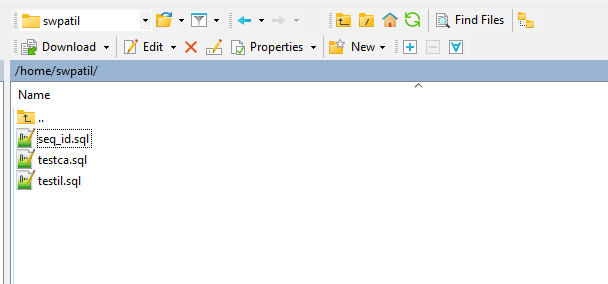 swpatil Find Files
Download Edit Properties New
/home/swpatil/
Name
..
seq_id.sql
testca.sql
testil.sql